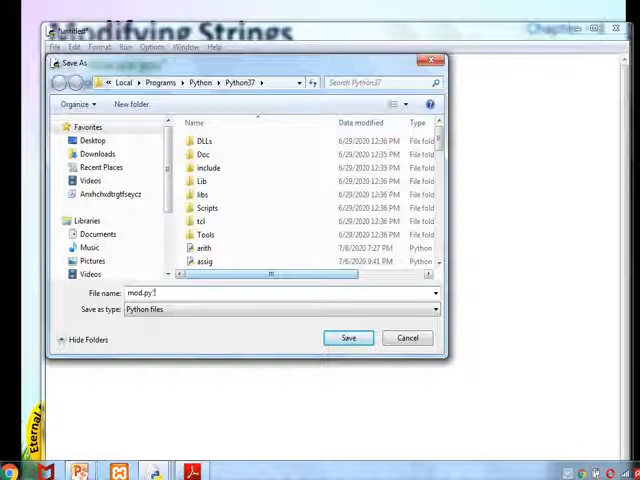 Modifying Strings
*untitled*
File Edit Format Run Options Window Help
Save As
« Local Programs Python Python37 Search Python37
Organize New folder
Name Date modified Type
Favorites
Desktop
Downloads
Recent Places
Videos
Anxhchxdtrgtfseycz
Libraries
Documents
Music
Pictures
Videos
DLLs 6/29/2020 12:36 PM File fold
Doc 6/29/2020 12:36 PM File fold
include 6/29/2020 12:36 PM File fold
Lib 6/29/2020 12:36 PM File fold
libs 6/29/2020 12:36 PM File fold
Scripts 6/29/2020 12:36 PM File fold
tcl 6/29/2020 12:36 PM File fold
Tools 6/29/2020 12:36 PM File fold
arith 7/8/2020 7:27 PM Python
assig 7/6/2020 9:41 PM Python
File name: mod.py
Save as type: Python files
Hide Folders Save Cancel
Eternal